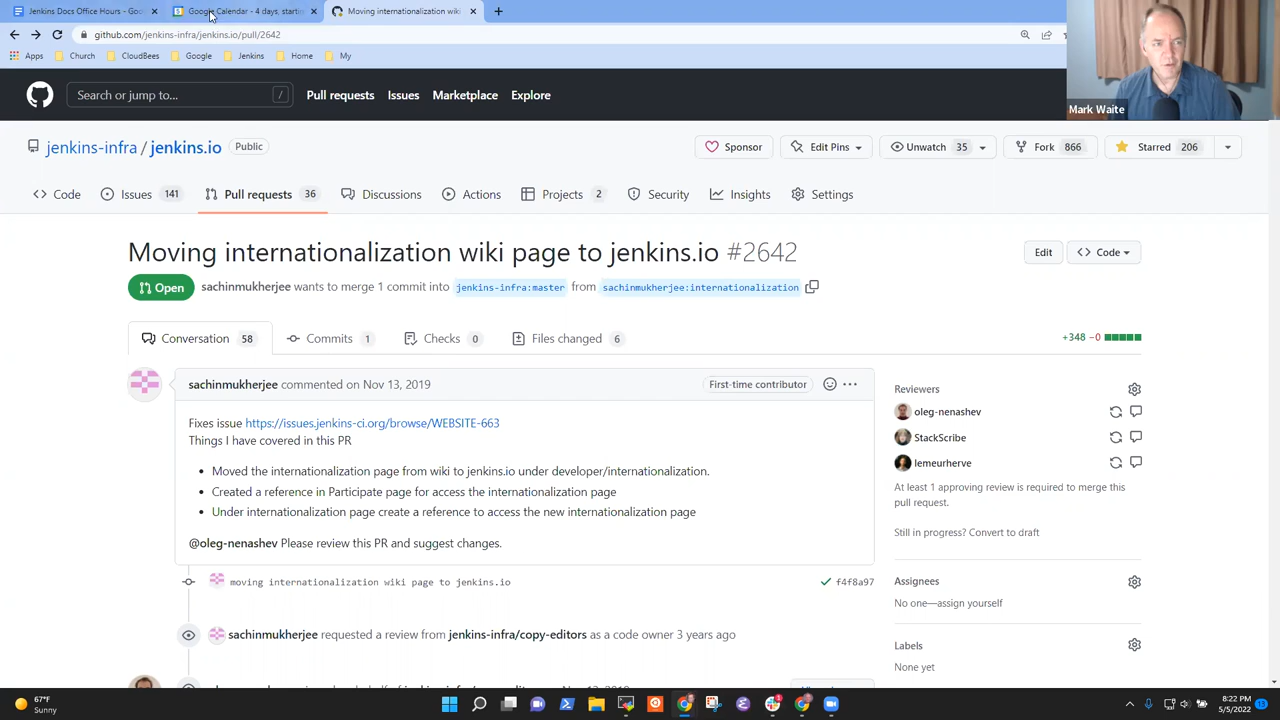 Jenkins Docs Office Hours - Goo
Google Calendar - 4 days, startin
Moving internationalization wiki
github.com/jenkins-infra/jenkins.io/pull/2642
Apps Church CloudBees Google Jenkins Home My
Mark Waite
Search or jump to... /
Pull requests Issues Marketplace Explore
jenkins-infra / jenkins.io Public
Sponsor Edit Pins Unwatch 35 Fork 866 Starred 206
Code Issues 141 Pull requests 36 Discussions Actions Projects 2 Security Insights Settings
Moving internationalization wiki page to jenkins.io #2642
Edit <> Code
Open sachinmukherjee wants to merge 1 commit into jenkins-infra:master from sachinmukherjee:internationalization
Conversation 58 Commits 1 Checks 0 Files changed 6
+348 −0
sachinmukherjee commented on Nov 13, 2019 First-time contributor
Fixes issue https://issues.jenkins-ci.org/browse/WEBSITE-663
Things I have covered in this PR
• Moved the internationalization page from wiki to jenkins.io under developer/internationalization.
• Created a reference in Participate page for access the internationalization page
• Under internationalization page create a reference to access the new internationalization page
@oleg-nenashev Please review this PR and suggest changes.
moving internationalization wiki page to jenkins.io f4f8a97
sachinmukherjee requested a review from jenkins-infra/copy-editors as a code owner 3 years ago
Reviewers
oleg-nenashev
StackScribe
lemeurherve
At least 1 approving review is required to merge this
pull request.
Still in progress? Convert to draft
Assignees
No one—assign yourself
Labels
None yet
67°F
Sunny
8:22 PM
5/5/2022